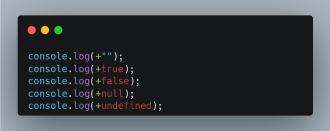 console.log(+"");
console.log(+true);
console.log(+false);
console.log(+null);
console.log(+undefined);